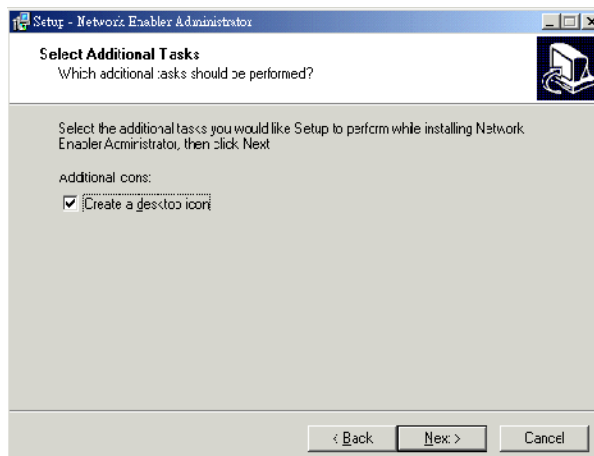 Setup - Network Enabler Administrator
Select Additional Tasks
Which additional tasks should be performed?
Select the additional tasks you would like Setup to perform while installing Network
Enabler Administrator, then click Next
Additional icons:
Create a desktop icon
< Back
Next >
Cancel